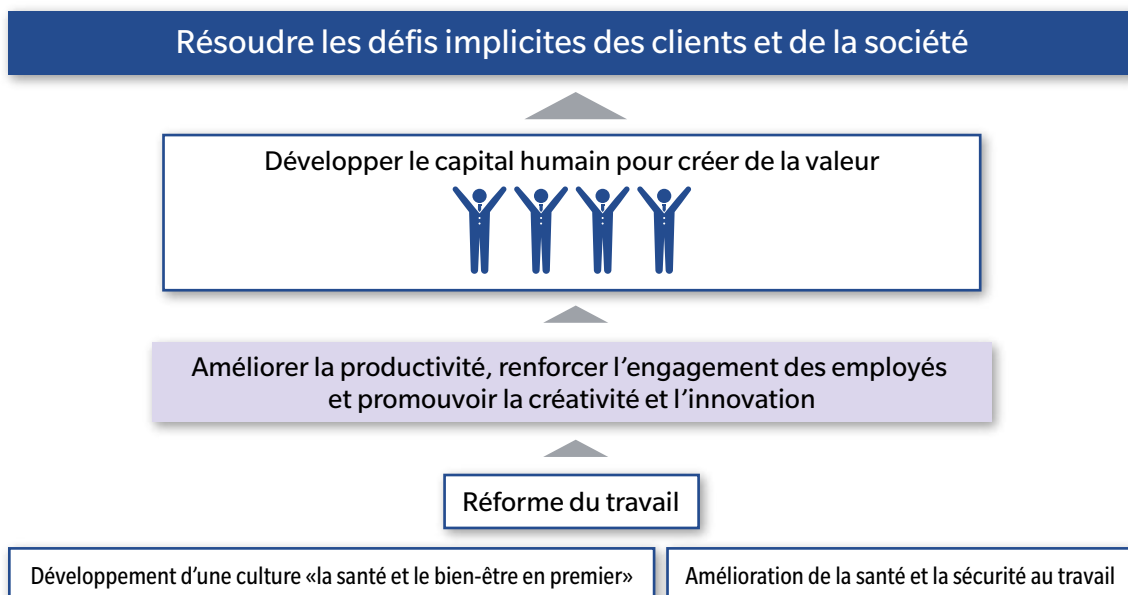 Résoudre les défis implicites des clients et de la société
Développer le capital humain pour créer de la valeur
Améliorer la productivité, renforcer l’engagement des employés
et promouvoir la créativité et l’innovation
Réforme du travail
Développement d’une culture «la santé et le bien-être en premier»
Amélioration de la santé et la sécurité au travail